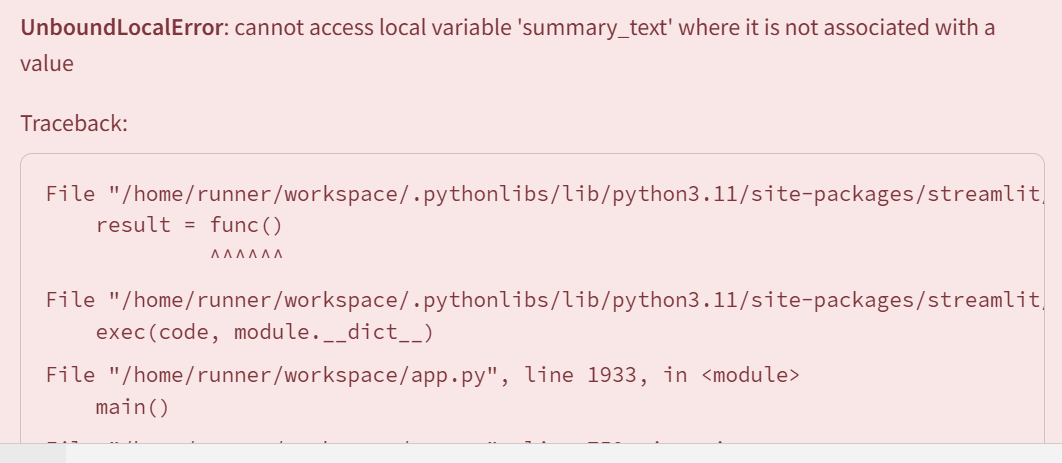 UnboundLocalError: cannot access local variable 'summary_text' where it is not associated with a
value
Traceback:
File "/home/runner/workspace/.pythonlibs/lib/python3.11/site-packages/streamlit/
result = func()
^^^^^^
File "/home/runner/workspace/.pythonlibs/lib/python3.11/site-packages/streamlit/
exec(code, module.__dict__)
File "/home/runner/workspace/app.py", line 1933, in <module>
main()